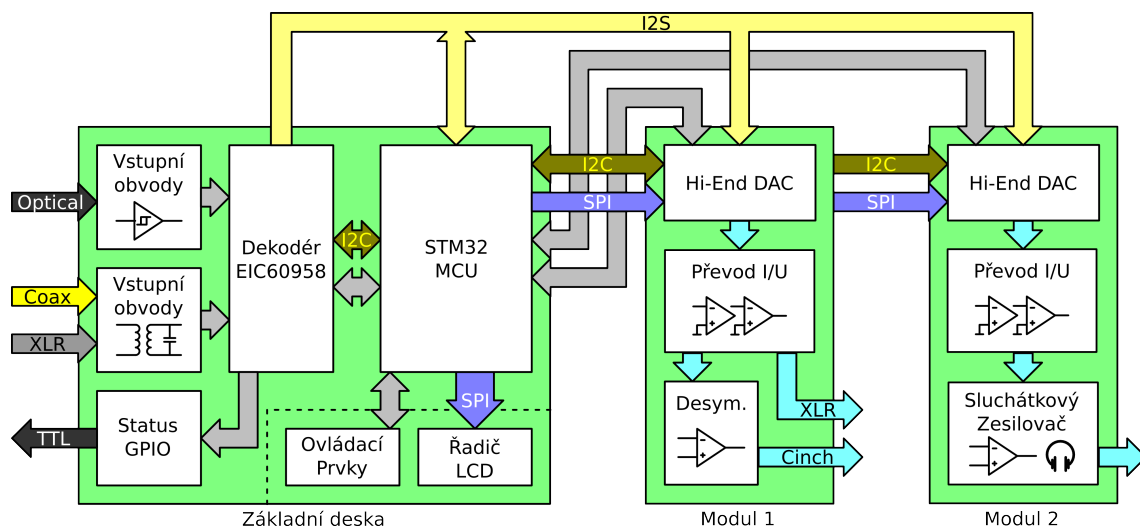 I2S
Vstupní
obvody
Optical
Vstupní
obvody
Coax
XLR
Dekodér
EIC60958
I2C
STM32
MCU
I2C
SPI
Hi-End DAC
I2C
SPI
Hi-End DAC
Převod I/U
Převod I/U
Status
GPIO
TTL
SPI
Ovládací
Prvky
Řadič
LCD
Desym.
XLR
Cinch
Sluchátkový
Zesilovač
Základní deska
Modul 1
Modul 2